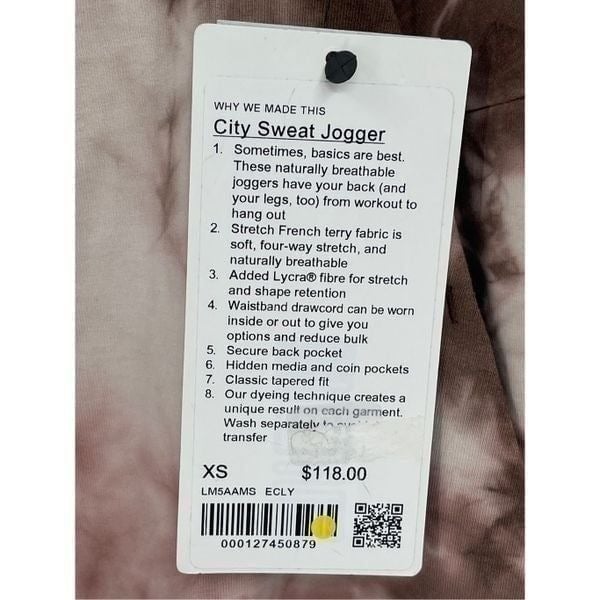 WHY WE MADE THIS
City Sweat Jogger
1. Sometimes, basics are best.
These naturally breathable
joggers have your back (and
your legs, too) from workout to
hang out
2. Stretch French terry fabric is
soft, four-way stretch, and
naturally breathable
3. Added Lycra® fibre for stretch
and shape retention
4. Waistband drawcord can be worn
inside or out to give you
options and reduce bulk
5. Secure back pocket
6. Hidden media and coin pockets
7. Classic tapered fit
8. Our dyeing technique creates a
unique result on each garment.
Wash separately to
transfer
XS $118.00
LM5AAMS ECLY
000127450879